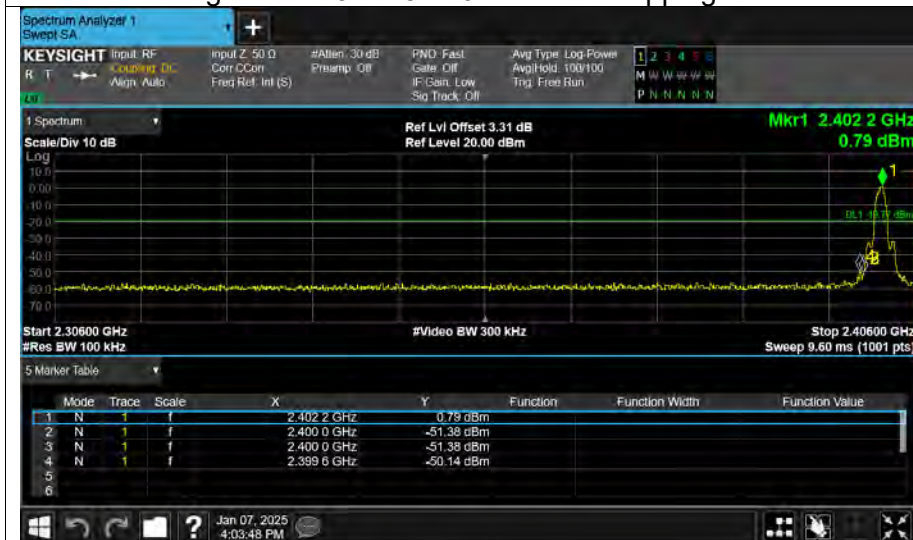 Spectrum Analyzer 1
Swept SA
+
KEYSIGHT Input: RF
R T Coupling: DC
Align: Auto
Input Z: 50 Ω
Corr CCorr
Freq Ref: Int (S)
#Atten: 30 dB
Preamp: Off
PNO: Fast
Gate: Off
IF Gain: Low
Sig Track: Off
Avg Type: Log-Power
Avg|Hold: 100/100
Trig: Free Run
1 2 3 4 5 6
M W W W W W
P N N N N N
1 Spectrum
Scale/Div 10 dB
Ref Lvl Offset 3.31 dB
Ref Level 20.00 dBm
Mkr1 2.402 2 GHz
0.79 dBm
Log
10.0
0.00
-10.0
-20.0
-30.0
-40.0
-50.0
-60.0
-70.0
1
Start 2.30600 GHz
#Res BW 100 kHz
#Video BW 300 kHz
Stop 2.40600 GHz
Sweep 9.60 ms (1001 pts)
5 Marker Table
Mode Trace Scale X Y Function Function Width Function Value
1 N 1 f 2.402 2 GHz 0.79 dBm
2 N 1 f 2.400 0 GHz -51.38 dBm
3 N 1 f 2.400 0 GHz -51.38 dBm
4 N 1 f 2.399 6 GHz -50.14 dBm
5
6
?
Jan 07, 2025
4:03:48 PM